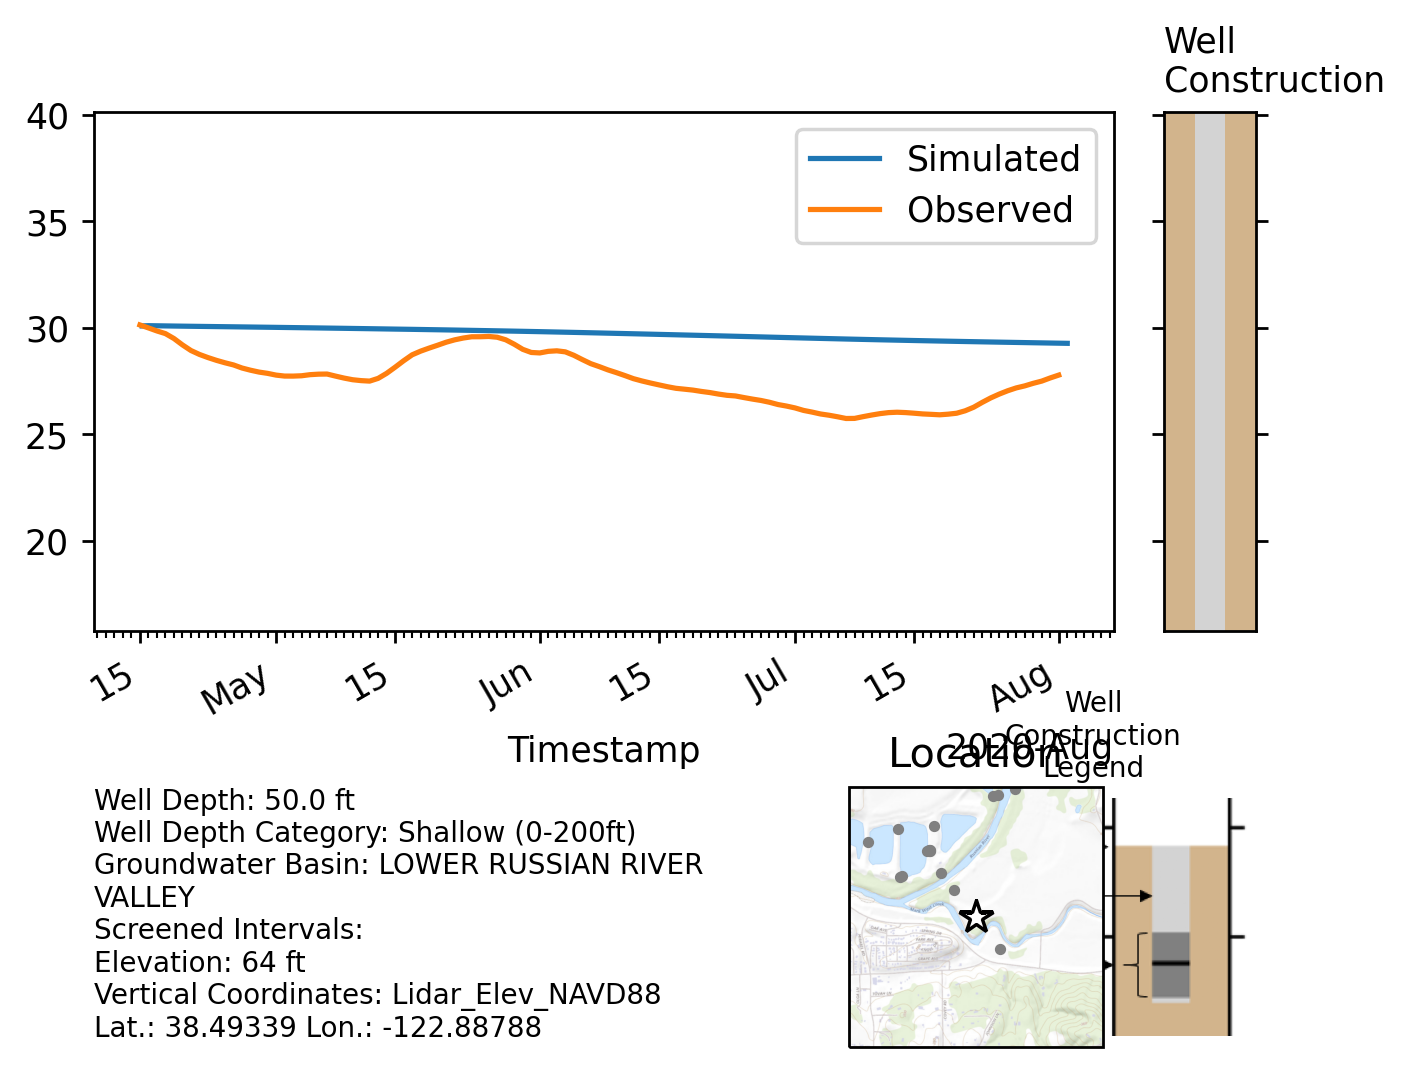 Well
Construction
40
35
30
25
20
Simulated
Observed
15
May
15
Jun
15
Jul
15
Aug
Timestamp
2020-Aug
Location
Well
Construction
Legend
Well Depth: 50.0 ft
Well Depth Category: Shallow (0-200ft)
Groundwater Basin: LOWER RUSSIAN RIVER
VALLEY
Screened Intervals:
Elevation: 64 ft
Vertical Coordinates: Lidar_Elev_NAVD88
Lat.: 38.49339 Lon.: -122.88788